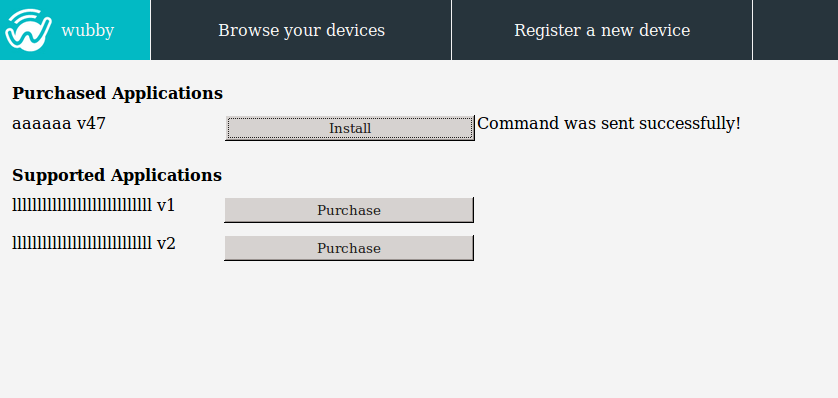 wubby Browse your devices Register a new device
Purchased Applications
aaaaaa v47 Install Command was sent successfully!
Supported Applications
llllllllllllllllllllllllllll v1 Purchase
llllllllllllllllllllllllllll v2 Purchase